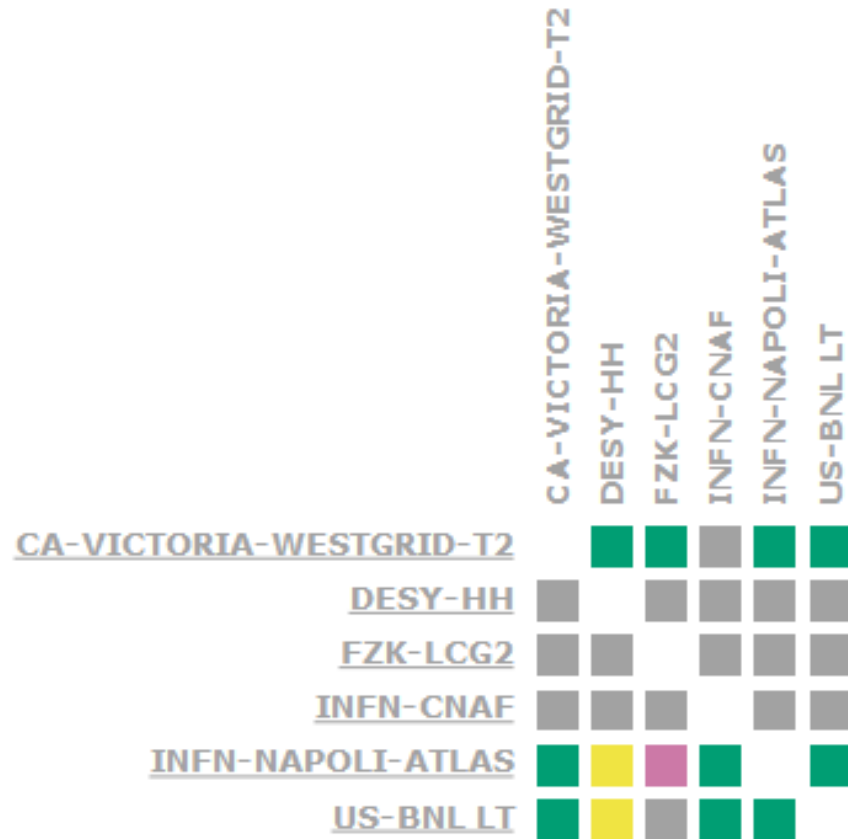 CA-VICTORIA-WESTGRID-T2
DESY-HH
FZK-LCG2
INFN-CNAF
INFN-NAPOLI-ATLAS
US-BNL LT
CA-VICTORIA-WESTGRID-T2
DESY-HH
FZK-LCG2
INFN-CNAF
INFN-NAPOLI-ATLAS
US-BNL LT